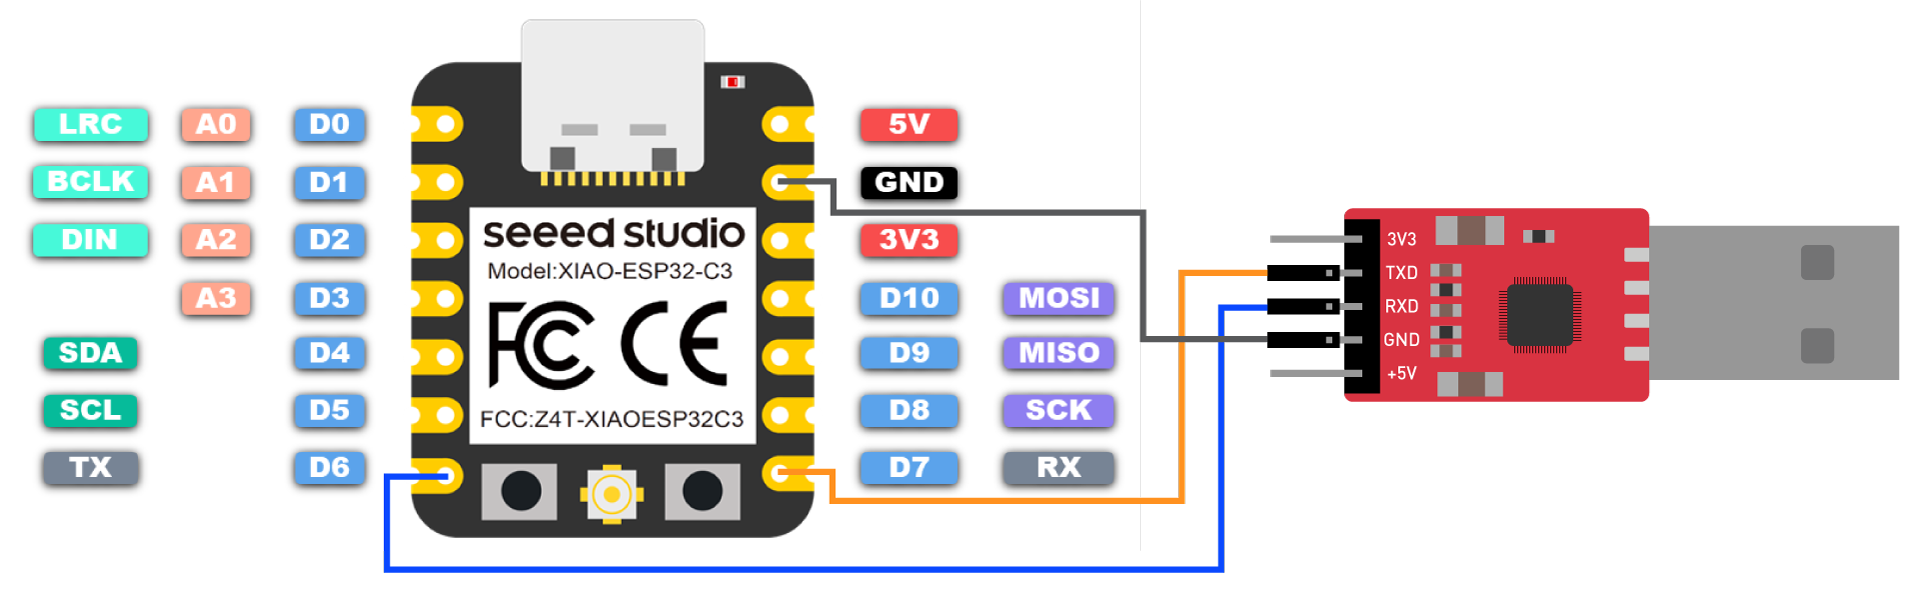 LRC A0 D0
BCLK A1 D1
DIN A2 D2
A3 D3
SDA D4
SCL D5
TX D6
seeed studio
Model:XIAO-ESP32-C3
FCC CE
FCC:Z4T-XIAOESP32C3
5V
GND
3V3
D10 MOSI
D9 MISO
D8 SCK
D7 RX
3V3
TXD
RXD
GND
+5V